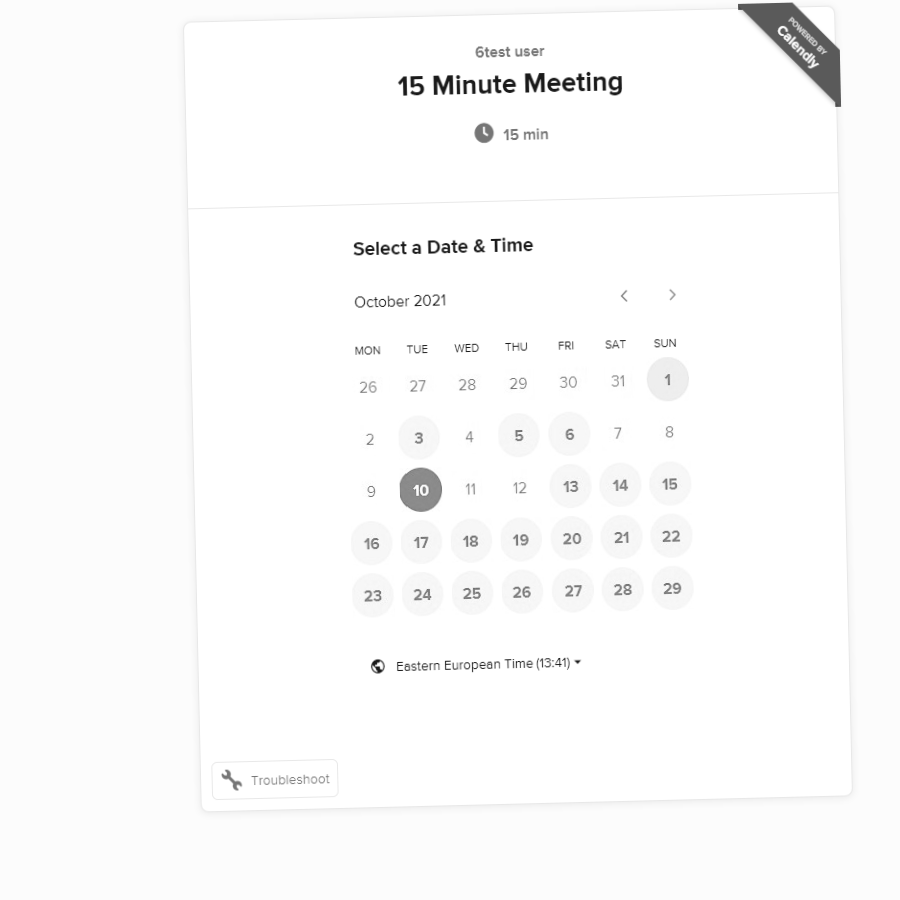 POWERED BY
Calendly
6test user
15 Minute Meeting
15 min
Select a Date & Time
October 2021
MON TUE WED THU FRI SAT SUN
26 27 28 29 30 31 1
2 3 4 5 6 7 8
9 10 11 12 13 14 15
16 17 18 19 20 21 22
23 24 25 26 27 28 29
Eastern European Time (13:41)
Troubleshoot